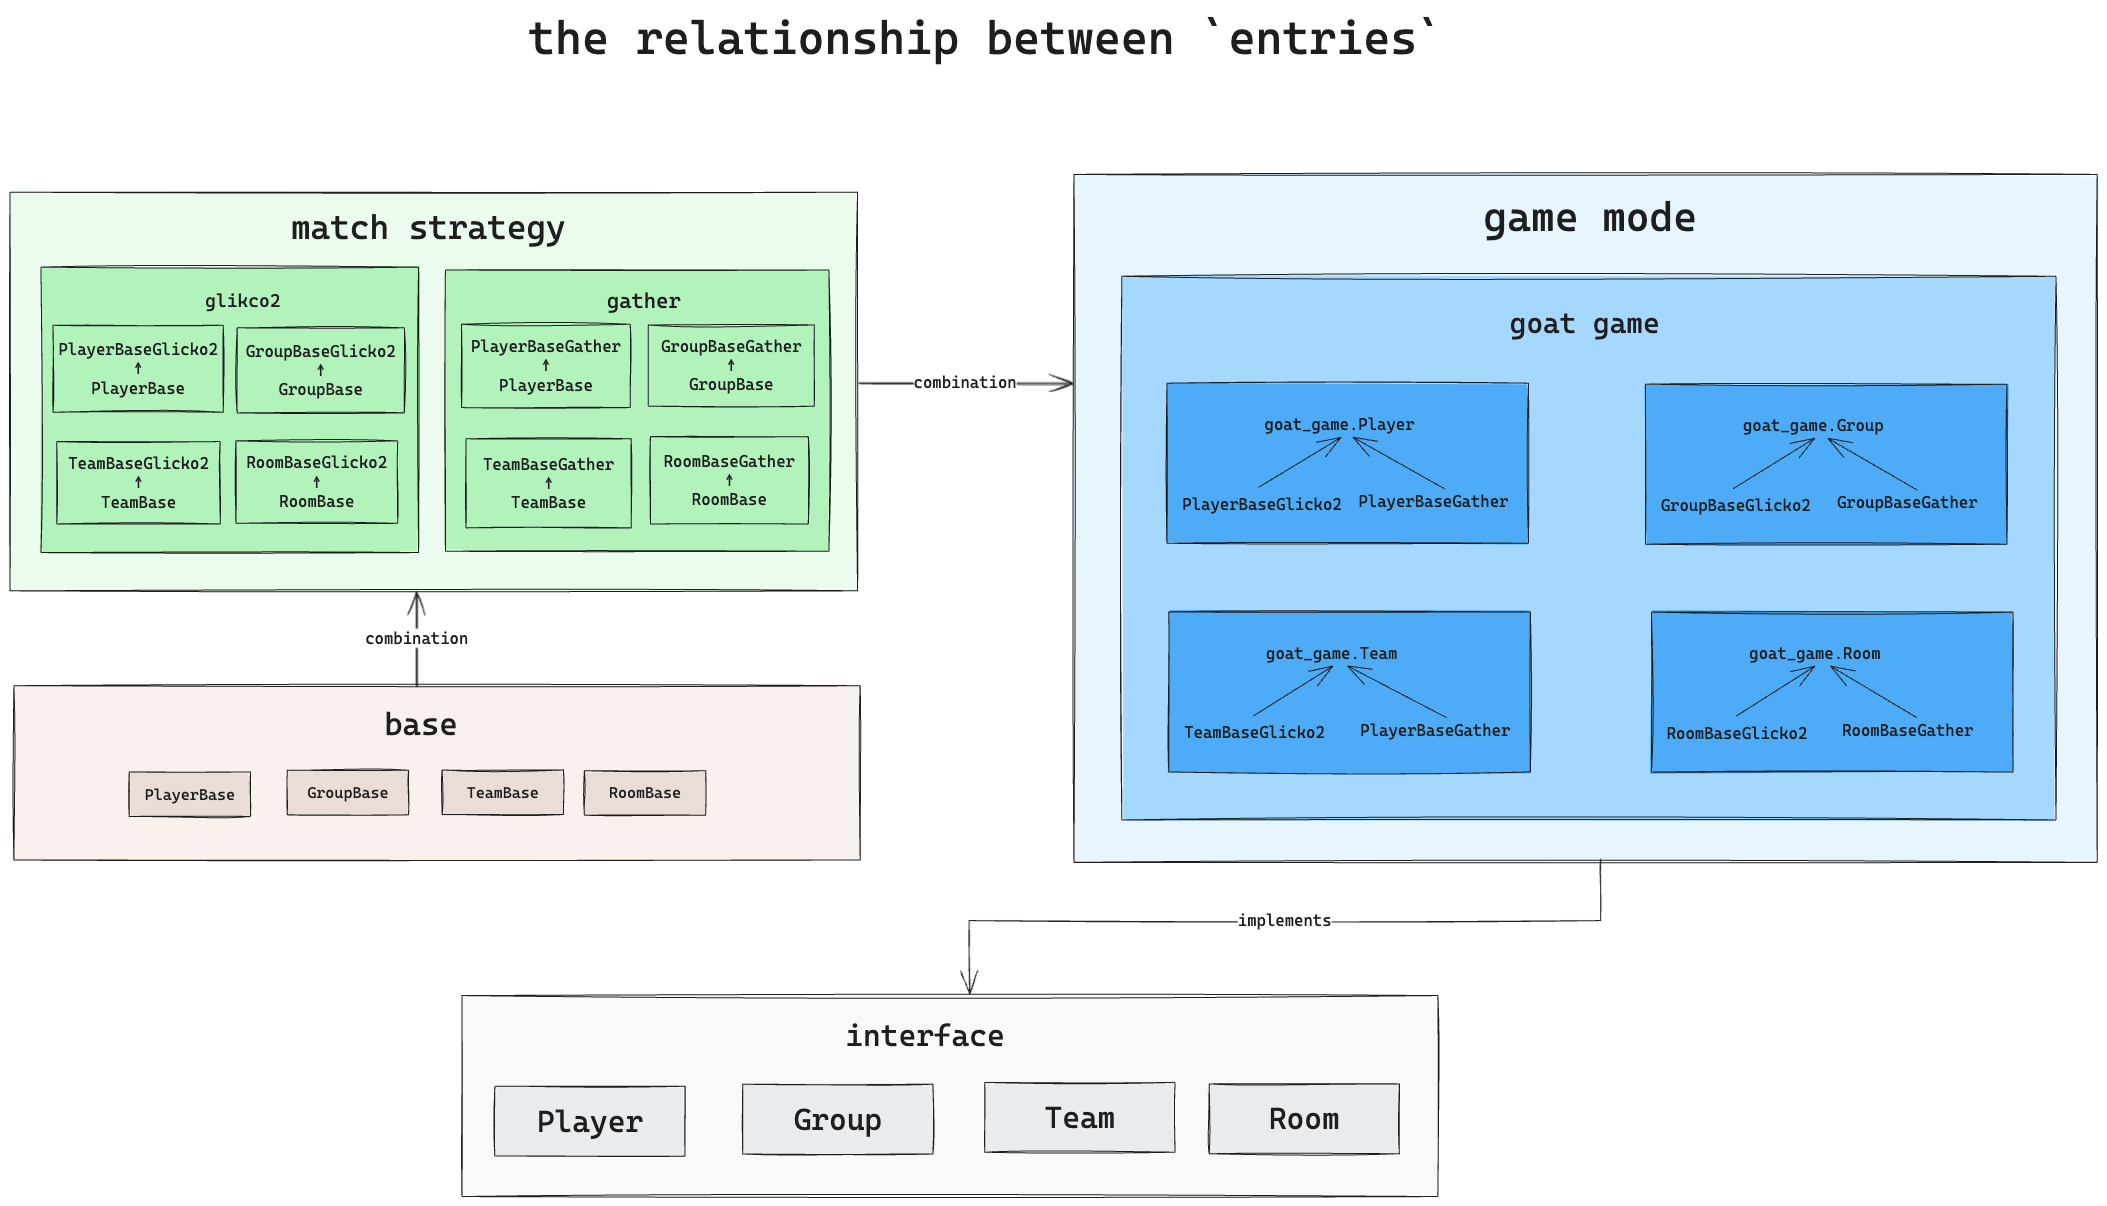 the relationship between `entries`
match strategy
glikco2
PlayerBaseGlicko2
↑
PlayerBase
GroupBaseGlicko2
↑
GroupBase
TeamBaseGlicko2
↑
TeamBase
RoomBaseGlicko2
↑
RoomBase
gather
PlayerBaseGather
↑
PlayerBase
GroupBaseGather
↑
GroupBase
TeamBaseGather
↑
TeamBase
RoomBaseGather
↑
RoomBase
combination
game mode
goat game
goat_game.Player
PlayerBaseGlicko2 PlayerBaseGather
goat_game.Group
GroupBaseGlicko2 GroupBaseGather
goat_game.Team
TeamBaseGlicko2 PlayerBaseGather
goat_game.Room
RoomBaseGlicko2 RoomBaseGather
combination
base
PlayerBase
GroupBase
TeamBase
RoomBase
implements
interface
Player
Group
Team
Room